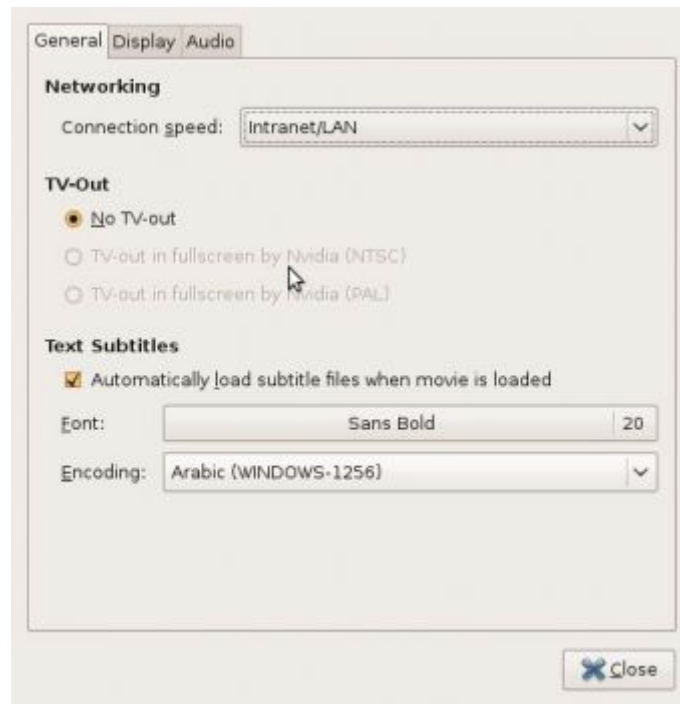 General Display Audio
Networking
Connection speed: Intranet/LAN
TV-Out
No TV-out
TV-out in fullscreen by Nvidia (NTSC)
TV-out in fullscreen by Nvidia (PAL)
Text Subtitles
Automatically load subtitle files when movie is loaded
Font: Sans Bold 20
Encoding: Arabic (WINDOWS-1256)
Close